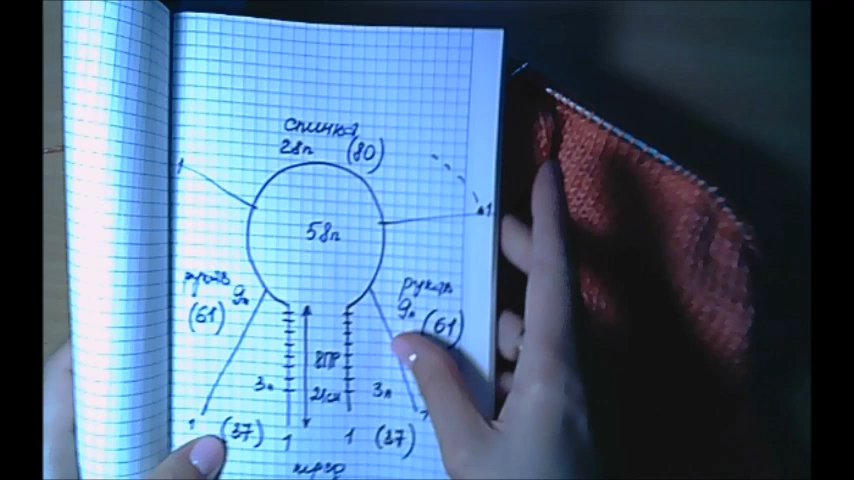 спинка
28п (80)
1
1
58п
рукав
9п
(61)
рукав
9п
(61)
8ПР
3п
3п
1
(37)
1
1
(37)
1
перед